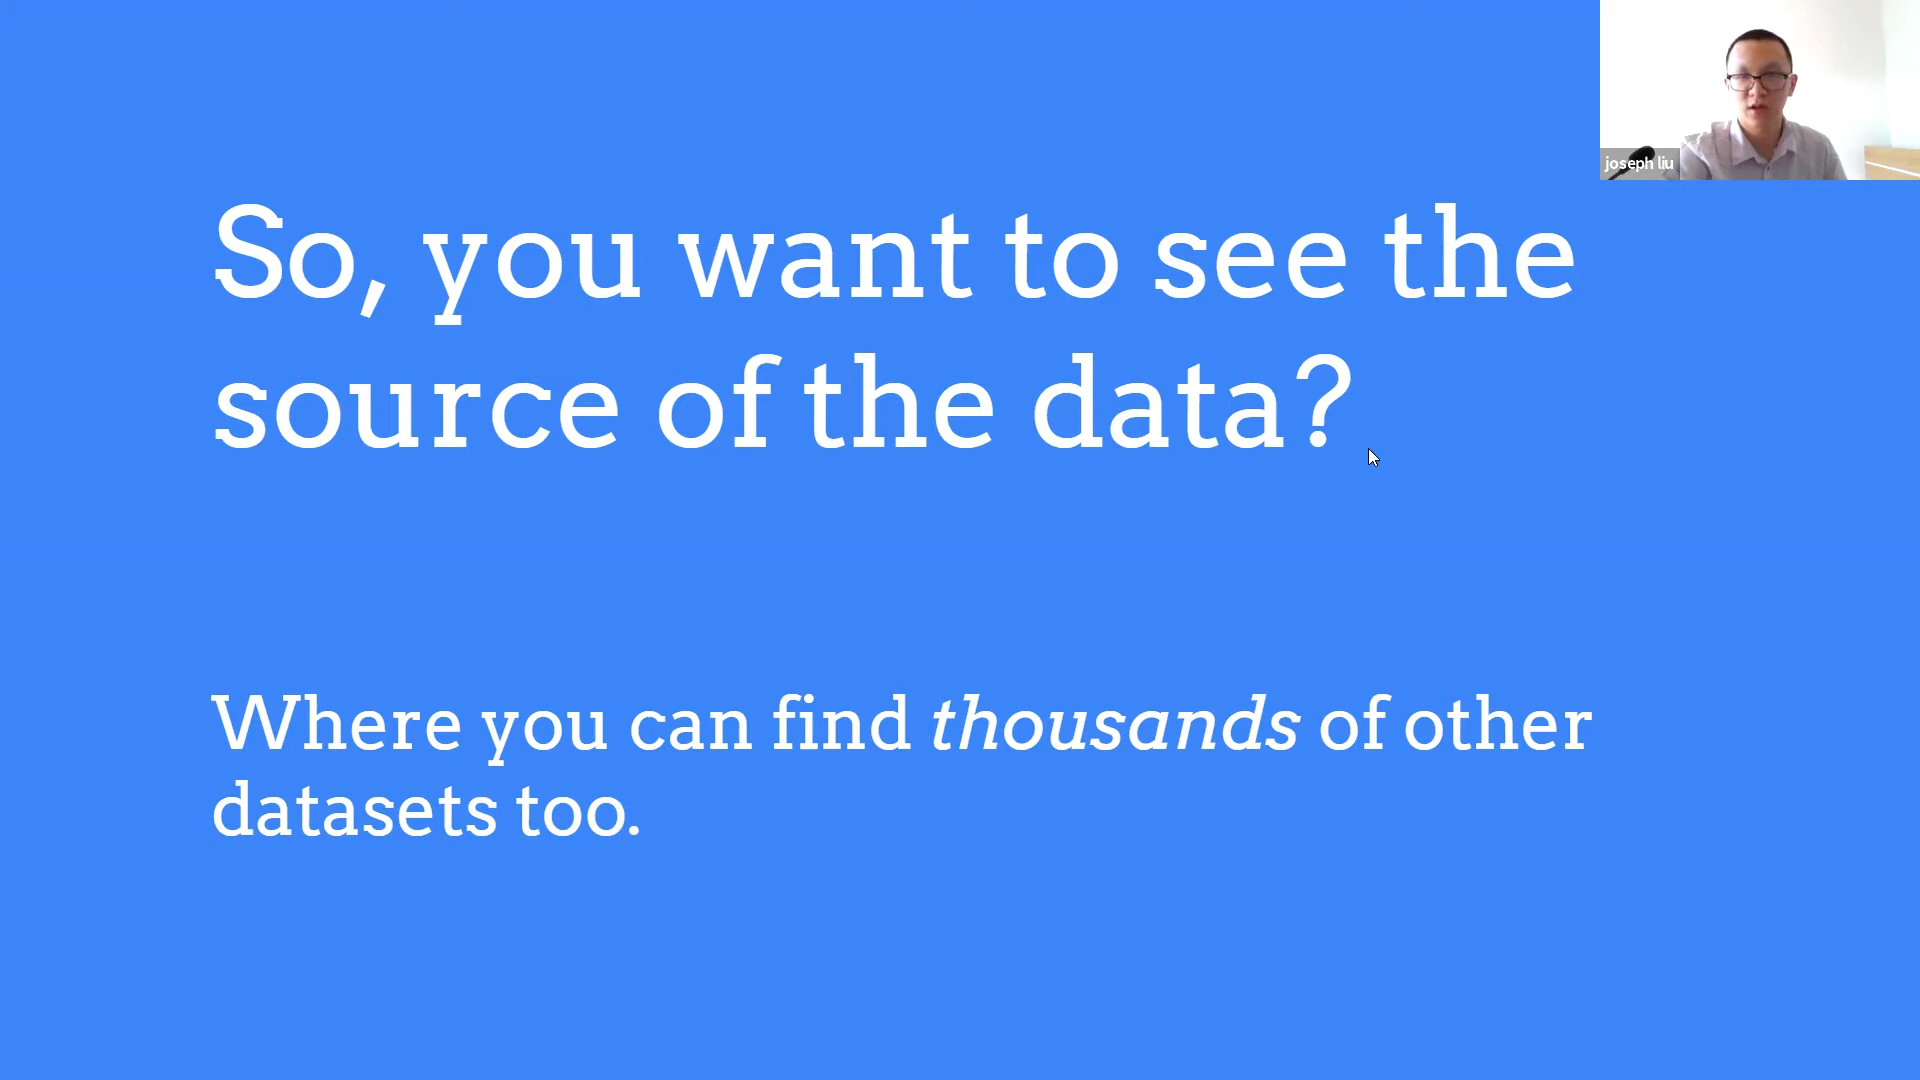 joseph liu
So, you want to see the
source of the data?
Where you can find thousands of other
datasets too.